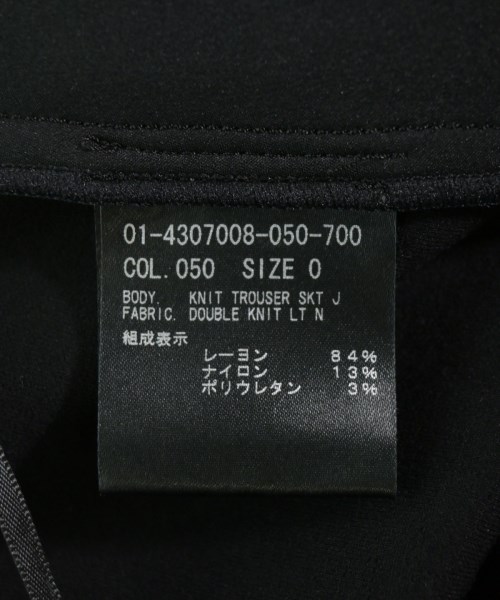 01-4307008-050-700
COL.050 SIZE 0
BODY. KNIT TROUSER SKT J
FABRIC. DOUBLE KNIT LT N
組成表示
レーヨン 84%
ナイロン 13%
ポリウレタン 3%